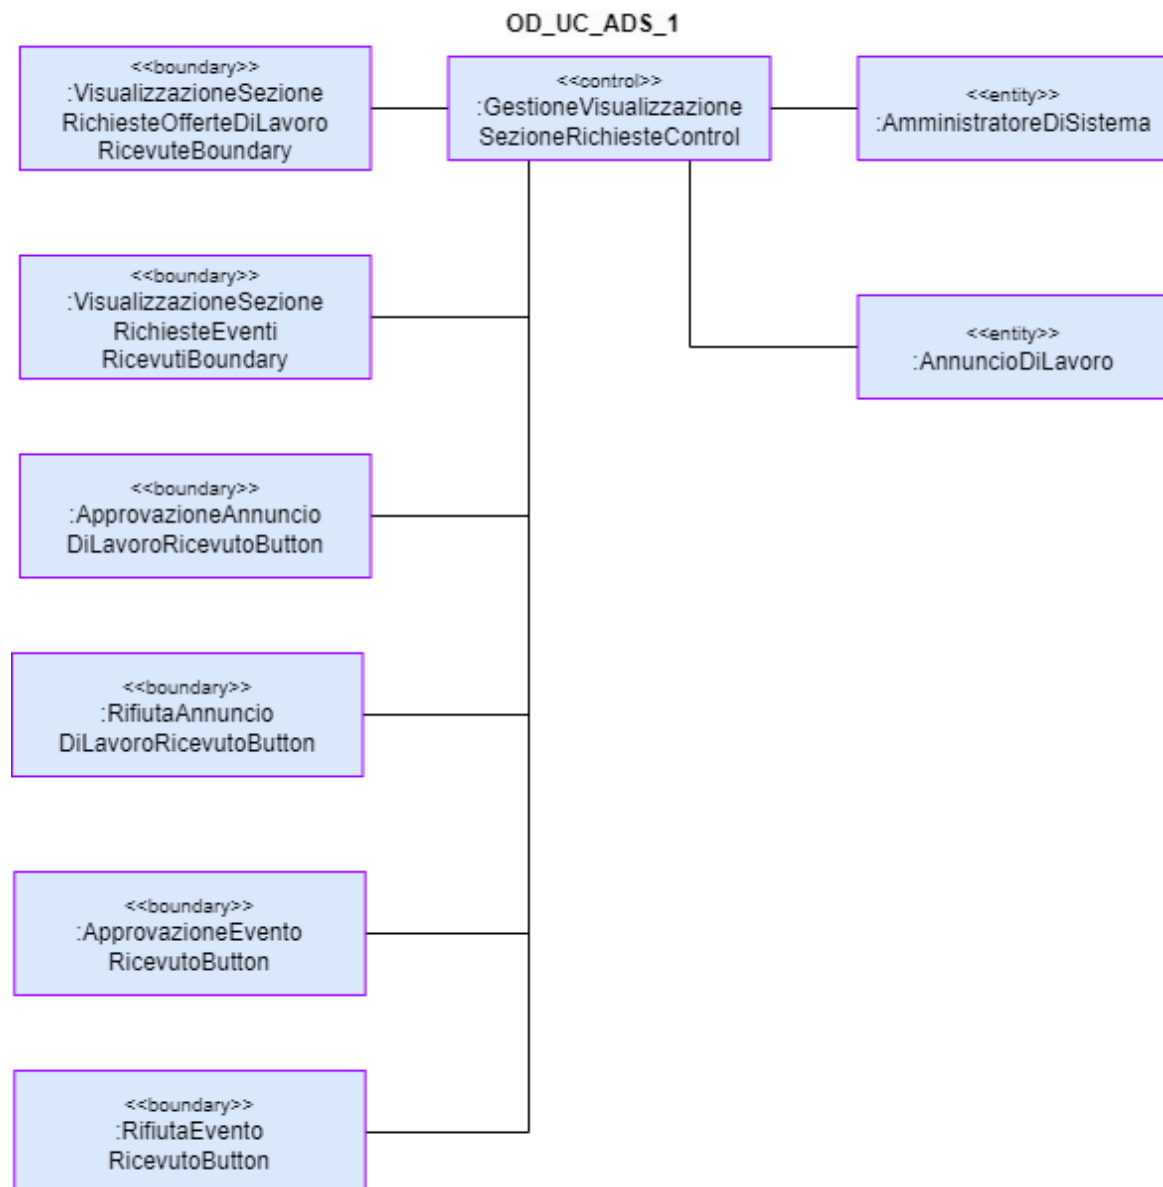 OD_UC_ADS_1
<<boundary>>
:VisualizzazioneSezione
RichiesteOfferteDiLavoro
RicevuteBoundary
<<control>>
:GestioneVisualizzazione
SezioneRichiesteControl
<<entity>>
:AmministratoreDiSistema
<<boundary>>
:VisualizzazioneSezione
RichiesteEventi
RicevutiBoundary
<<entity>>
:AnnuncioDiLavoro
<<boundary>>
:ApprovazioneAnnuncio
DiLavoroRicevutoButton
<<boundary>>
:RifiutaAnnuncio
DiLavoroRicevutoButton
<<boundary>>
:ApprovazioneEvento
RicevutoButton
<<boundary>>
:RifiutaEvento
RicevutoButton